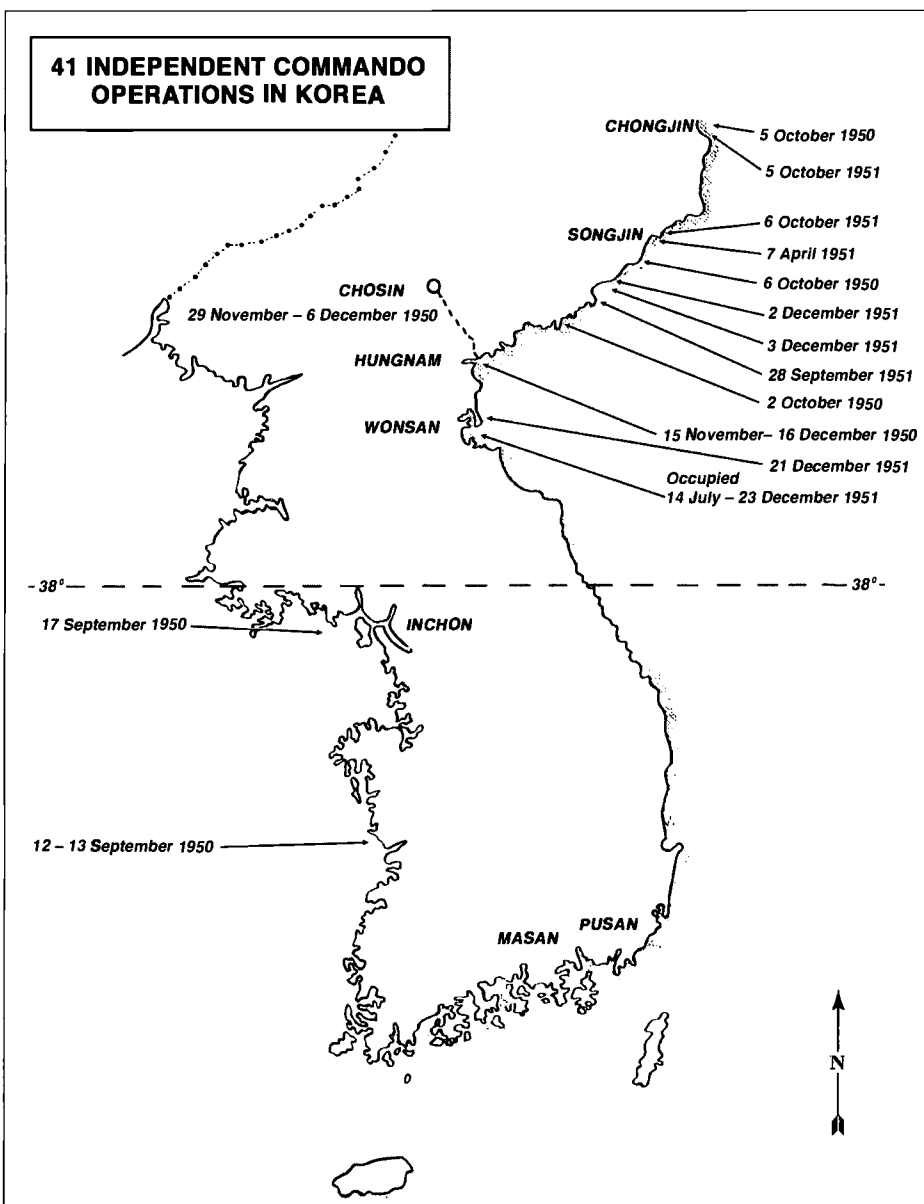 41 INDEPENDENT COMMANDO
OPERATIONS IN KOREA
CHONGJIN
5 October 1950
5 October 1951
6 October 1951
SONGJIN
7 April 1951
6 October 1950
CHOSIN
29 November – 6 December 1950
2 December 1951
3 December 1951
HUNGNAM
28 September 1951
2 October 1950
WONSAN
15 November – 16 December 1950
21 December 1951
Occupied
14 July – 23 December 1951
38°
38°
17 September 1950
INCHON
12 – 13 September 1950
MASAN
PUSAN
N